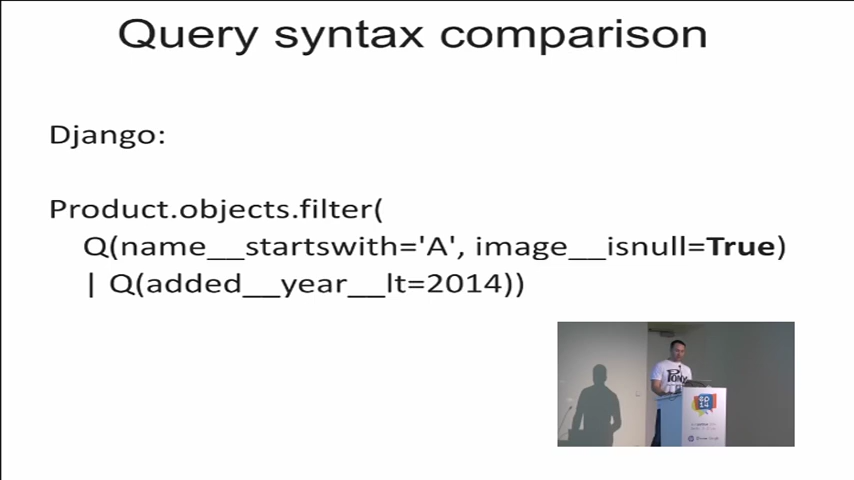 Query syntax comparison
Django:
Product.objects.filter(
Q(name__startswith='A', image__isnull=True)
| Q(added__year__lt=2014))